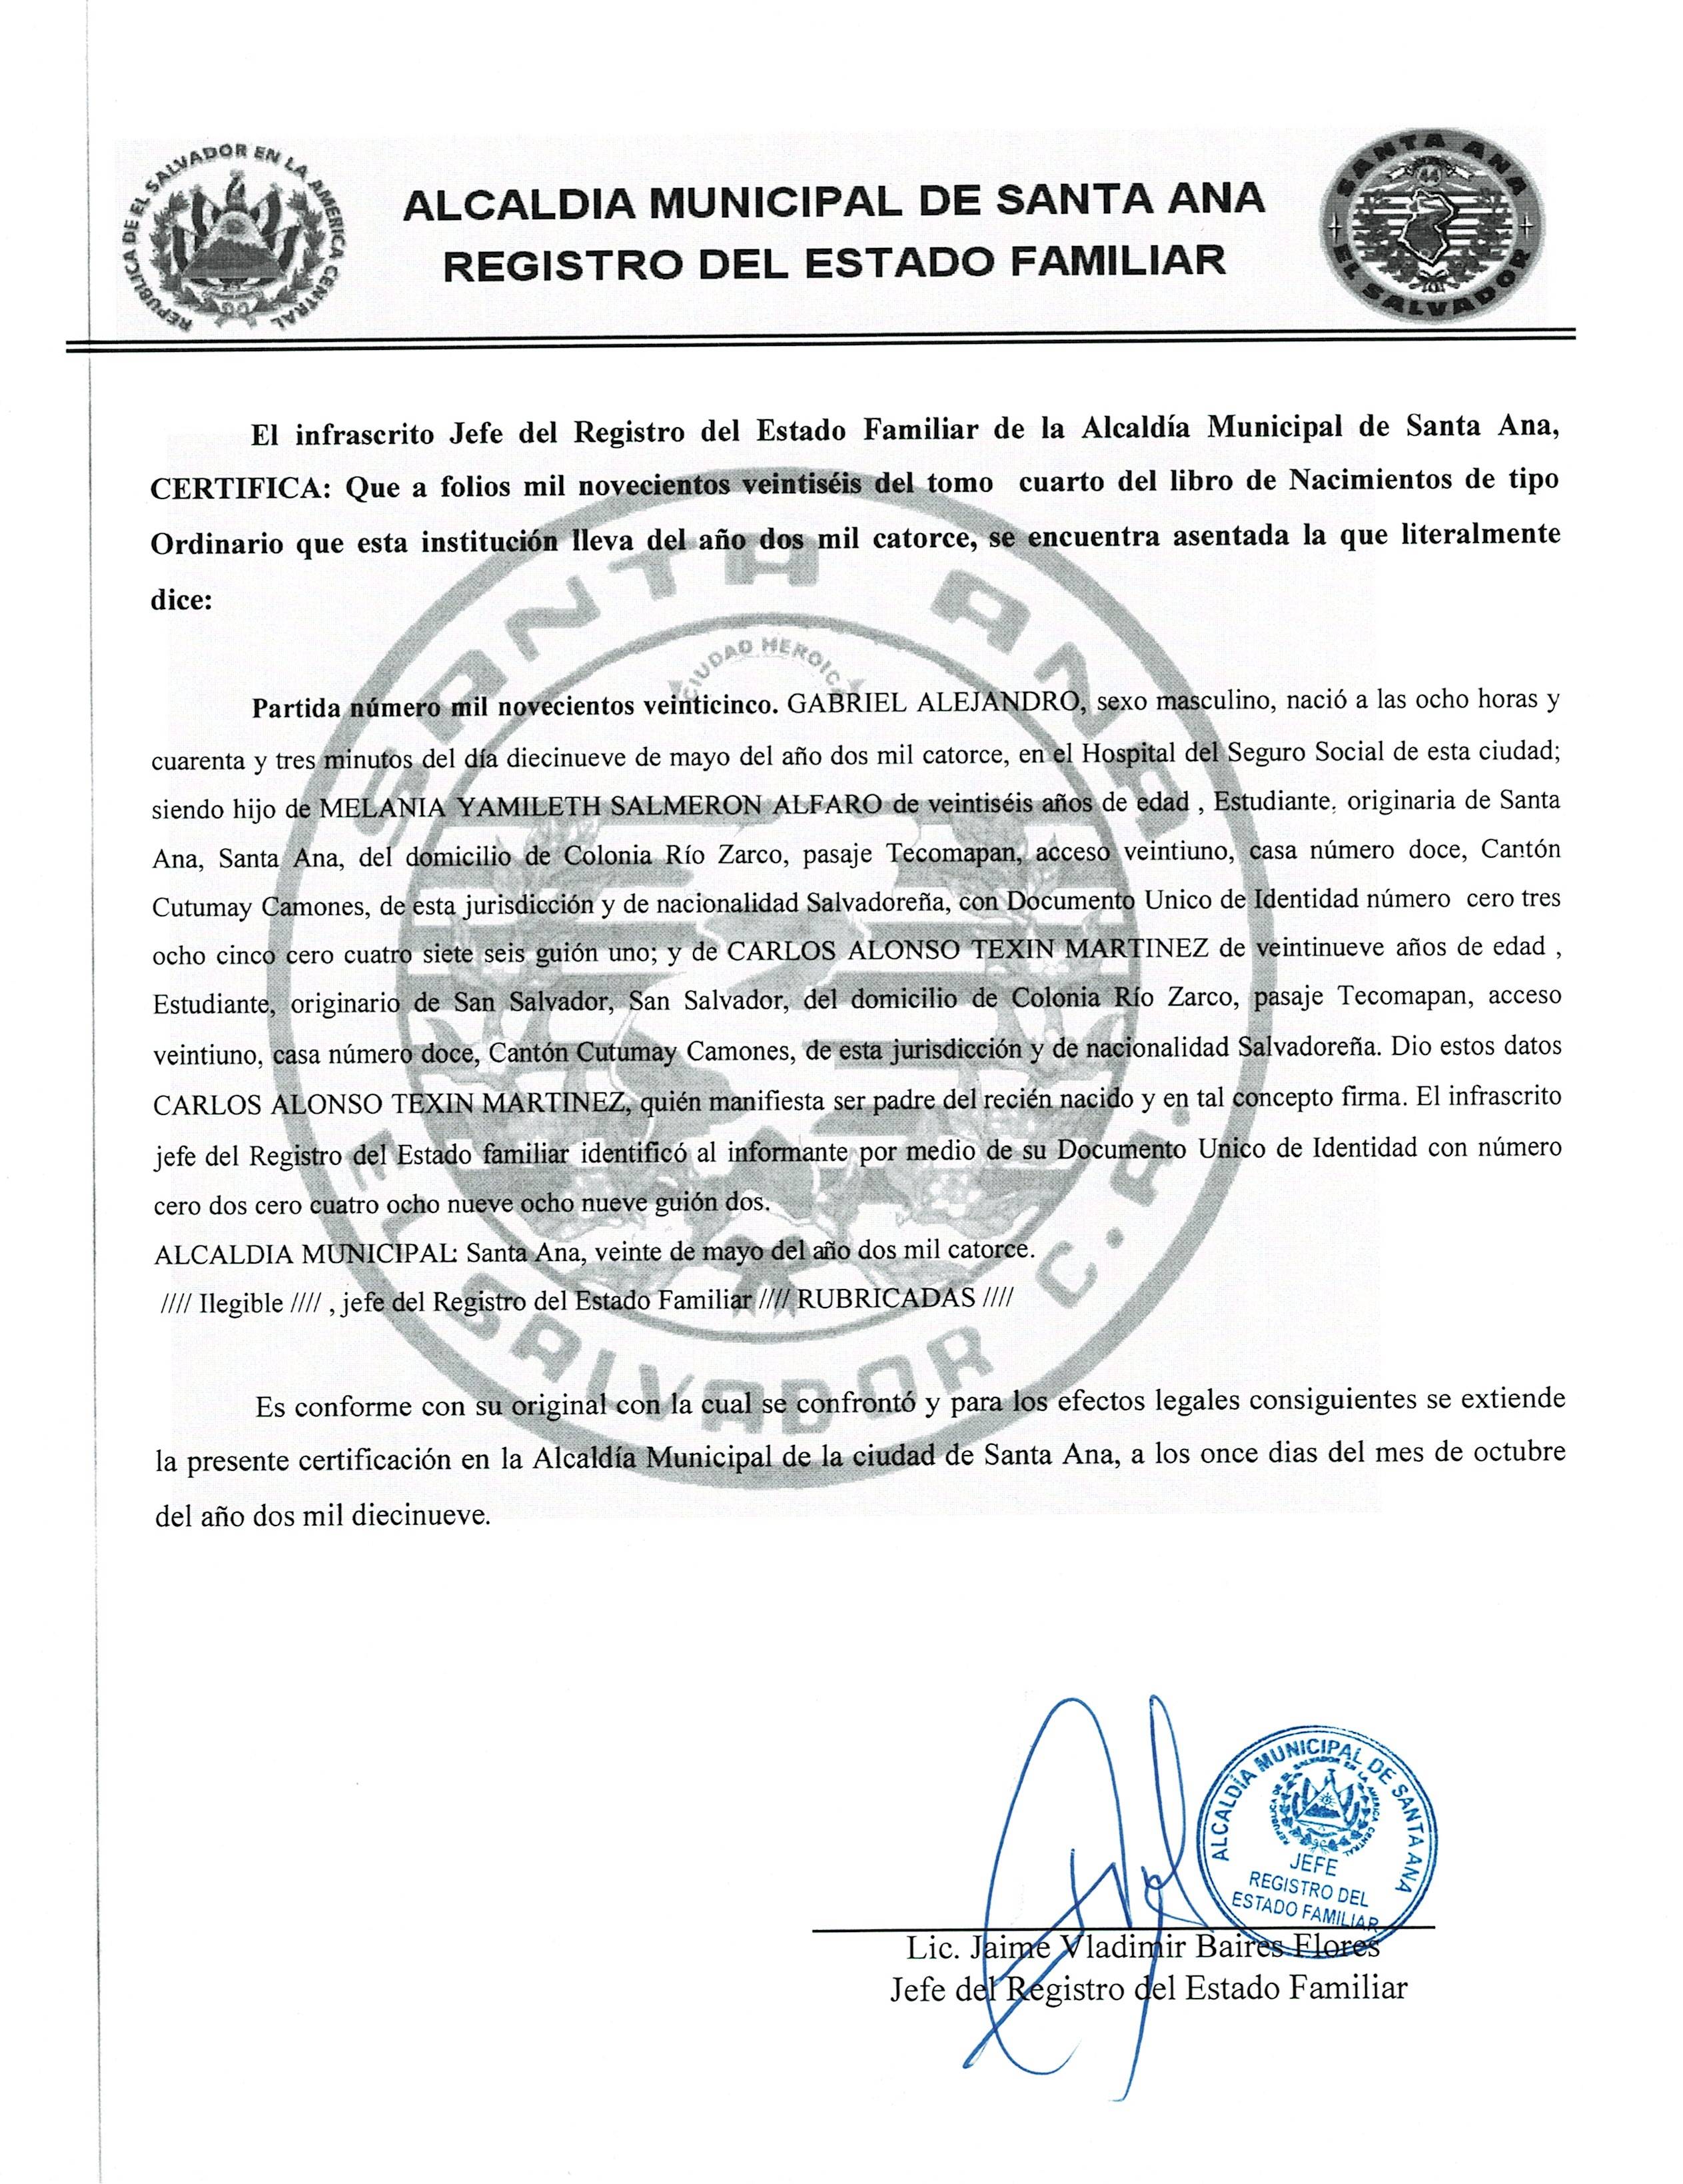 REPUBLICA DE EL SALVADOR EN LA AMERICA CENTRAL
ALCALDIA MUNICIPAL DE SANTA ANA
REGISTRO DEL ESTADO FAMILIAR
SANTA ANA
44
EL SALVADOR
El infrascrito Jefe del Registro del Estado Familiar de la Alcaldía Municipal de Santa Ana,
CERTIFICA: Que a folios mil novecientos veintiséis del tomo cuarto del libro de Nacimientos de tipo
Ordinario que esta institución lleva del año dos mil catorce, se encuentra asentada la que literalmente
dice:
SANTA ANA
CIUDAD HEROICA
EL SALVADOR C.A.
Partida número mil novecientos veinticinco. GABRIEL ALEJANDRO, sexo masculino, nació a las ocho horas y
cuarenta y tres minutos del día diecinueve de mayo del año dos mil catorce, en el Hospital del Seguro Social de esta ciudad;
siendo hijo de MELANIA YAMILETH SALMERON ALFARO de veintiséis años de edad , Estudiante, originaria de Santa
Ana, Santa Ana, del domicilio de Colonia Río Zarco, pasaje Tecomapan, acceso veintiuno, casa número doce, Cantón
Cutumay Camones, de esta jurisdicción y de nacionalidad Salvadoreña, con Documento Unico de Identidad número cero tres
ocho cinco cero cuatro siete seis guión uno; y de CARLOS ALONSO TEXIN MARTINEZ de veintinueve años de edad ,
Estudiante, originario de San Salvador, San Salvador, del domicilio de Colonia Río Zarco, pasaje Tecomapan, acceso
veintiuno, casa número doce, Cantón Cutumay Camones, de esta jurisdicción y de nacionalidad Salvadoreña. Dio estos datos
CARLOS ALONSO TEXIN MARTINEZ, quién manifiesta ser padre del recién nacido y en tal concepto firma. El infrascrito
jefe del Registro del Estado familiar identificó al informante por medio de su Documento Unico de Identidad con número
cero dos cero cuatro ocho nueve ocho nueve guión dos.
ALCALDIA MUNICIPAL: Santa Ana, veinte de mayo del año dos mil catorce.
//// Ilegible //// , jefe del Registro del Estado Familiar //// RUBRICADAS ////
Es conforme con su original con la cual se confrontó y para los efectos legales consiguientes se extiende
la presente certificación en la Alcaldía Municipal de la ciudad de Santa Ana, a los once dias del mes de octubre
del año dos mil diecinueve.
ALCALDÍA MUNICIPAL DE SANTA ANA
REPUBLICA DE EL SALVADOR EN LA AMERICA CENTRAL
JEFE
REGISTRO DEL
ESTADO FAMILIAR
Lic. Jaime Vladimir Baires Flores
Jefe del Registro del Estado Familiar